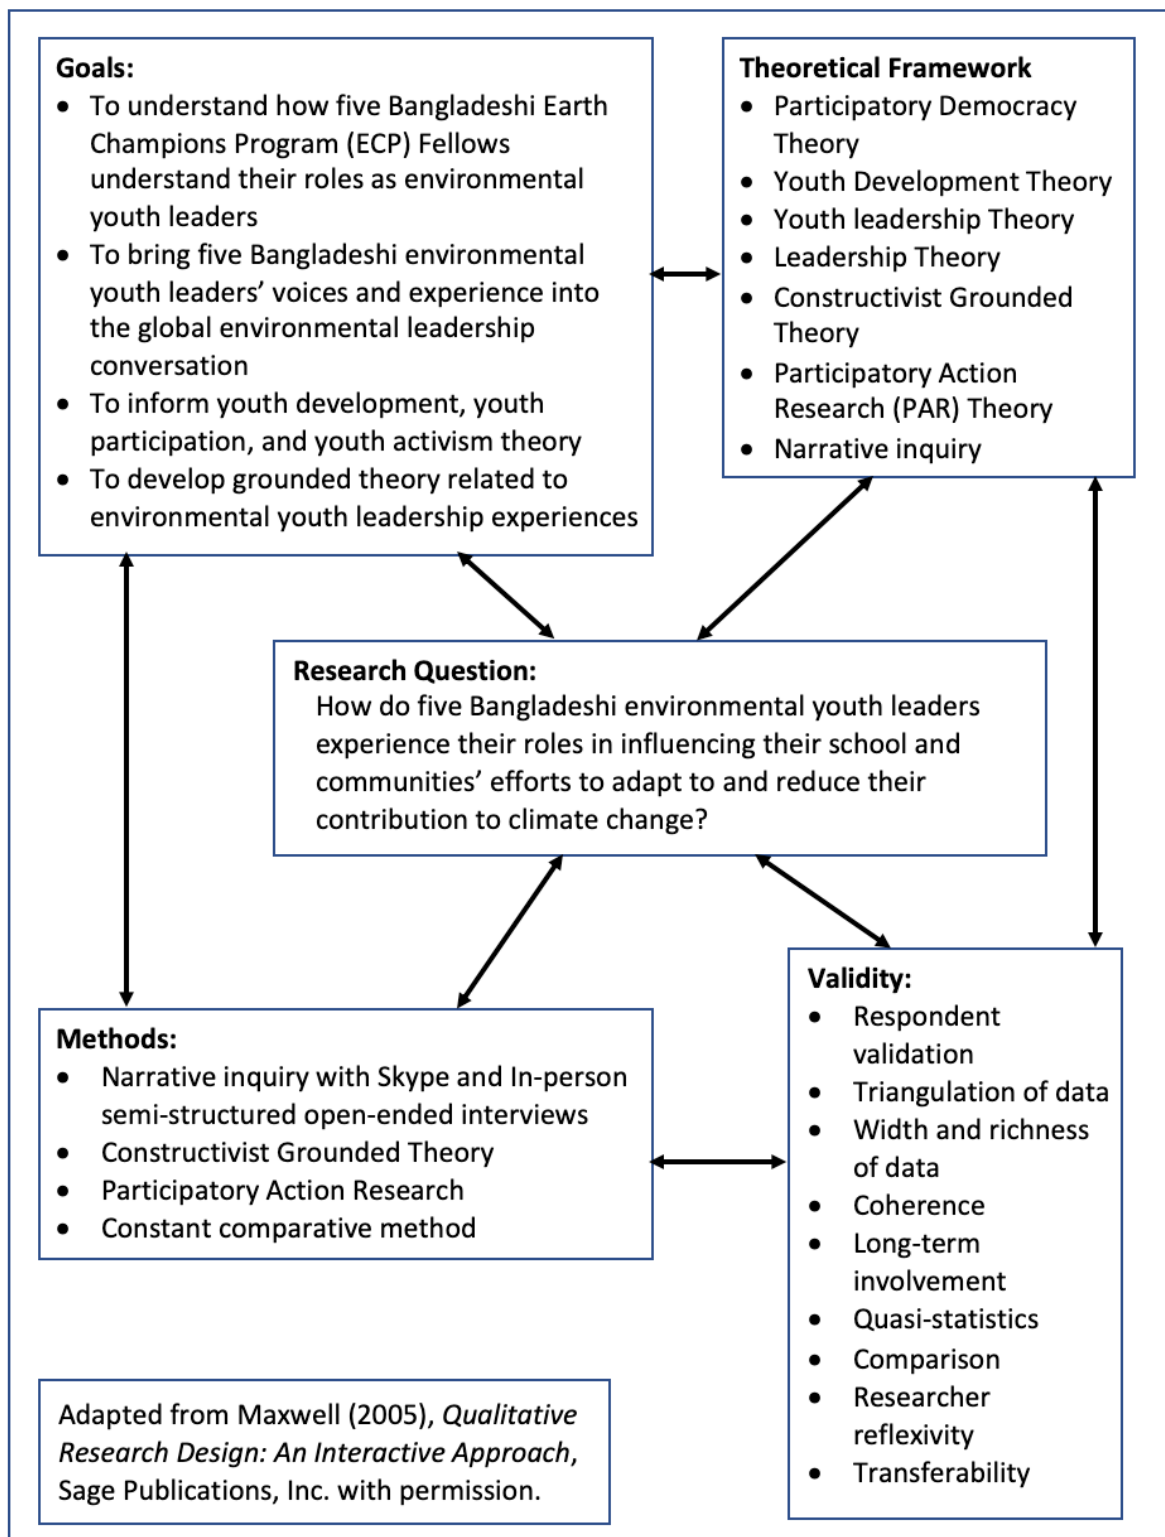 Goals:
• To understand how five Bangladeshi Earth
Champions Program (ECP) Fellows
understand their roles as environmental
youth leaders
• To bring five Bangladeshi environmental
youth leaders’ voices and experience into
the global environmental leadership
conversation
• To inform youth development, youth
participation, and youth activism theory
• To develop grounded theory related to
environmental youth leadership experiences
Theoretical Framework
• Participatory Democracy
Theory
• Youth Development Theory
• Youth leadership Theory
• Leadership Theory
• Constructivist Grounded
Theory
• Participatory Action
Research (PAR) Theory
• Narrative inquiry
Research Question:
How do five Bangladeshi environmental youth leaders
experience their roles in influencing their school and
communities’ efforts to adapt to and reduce their
contribution to climate change?
Methods:
• Narrative inquiry with Skype and In-person
semi-structured open-ended interviews
• Constructivist Grounded Theory
• Participatory Action Research
• Constant comparative method
Validity:
• Respondent
validation
• Triangulation of data
• Width and richness
of data
• Coherence
• Long-term
involvement
• Quasi-statistics
• Comparison
• Researcher
reflexivity
• Transferability
Adapted from Maxwell (2005), Qualitative
Research Design: An Interactive Approach,
Sage Publications, Inc. with permission.